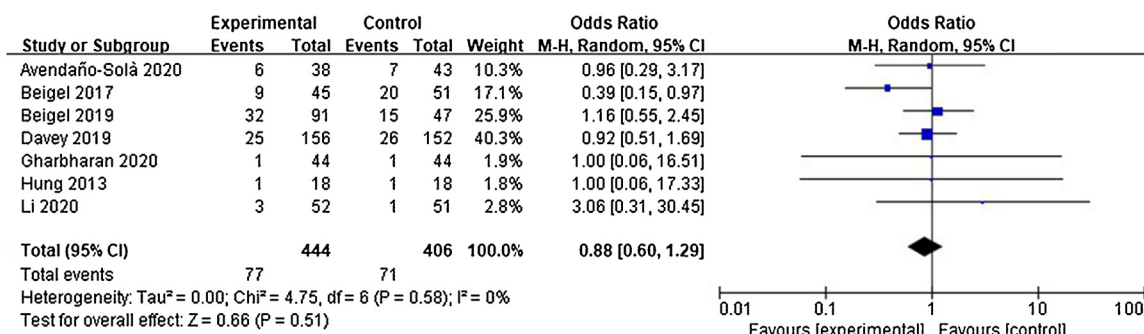 Experimental Control Odds Ratio Odds Ratio
Study or Subgroup Events Total Events Total Weight M-H, Random, 95% CI M-H, Random, 95% CI
Avendaño-Solà 2020 6 38 7 43 10.3% 0.96 [0.29, 3.17]
Beigel 2017 9 45 20 51 17.1% 0.39 [0.15, 0.97]
Beigel 2019 32 91 15 47 25.9% 1.16 [0.55, 2.45]
Davey 2019 25 156 26 152 40.3% 0.92 [0.51, 1.69]
Gharbharan 2020 1 44 1 44 1.9% 1.00 [0.06, 16.51]
Hung 2013 1 18 1 18 1.8% 1.00 [0.06, 17.33]
Li 2020 3 52 1 51 2.8% 3.06 [0.31, 30.45]
Total (95% CI) 444 406 100.0% 0.88 [0.60, 1.29]
Total events 77 71
Heterogeneity: Tau² = 0.00; Chi² = 4.75, df = 6 (P = 0.58); I² = 0%
Test for overall effect: Z = 0.66 (P = 0.51)
0.01 0.1 1 10 100
Favours [experimental] Favours [control]